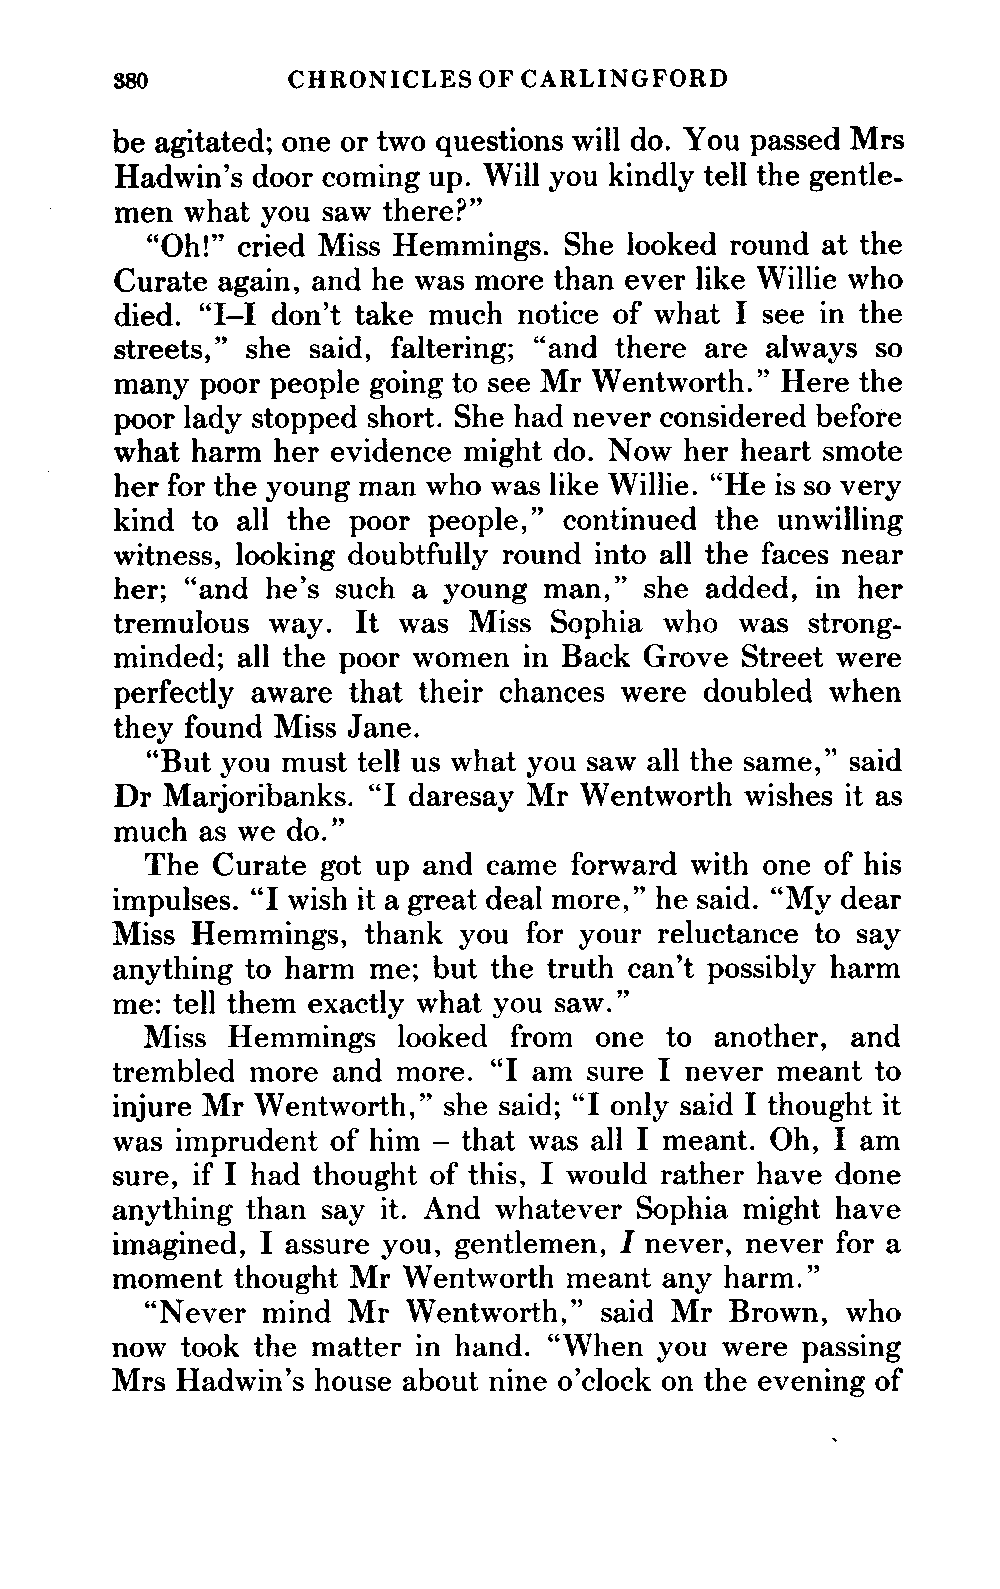 380 CHRONICLES OF CARLINGFORD
be agitated; one or two questions will do. You passed Mrs
Hadwin's door coming up. Will you kindly tell the gentle-
men what you saw there?”
“Oh!” cried Miss Hemmings. She looked round at the
Curate again, and he was more than ever like Willie who
died. “I–I don't take much notice of what I see in the
streets,” she said, faltering; “and there are always so
many poor people going to see Mr Wentworth.” Here the
poor lady stopped short. She had never considered before
what harm her evidence might do. Now her heart smote
her for the young man who was like Willie. “He is so very
kind to all the poor people,” continued the unwilling
witness, looking doubtfully round into all the faces near
her; “and he's such a young man,” she added, in her
tremulous way. It was Miss Sophia who was strong-
minded; all the poor women in Back Grove Street were
perfectly aware that their chances were doubled when
they found Miss Jane.
“But you must tell us what you saw all the same,” said
Dr Marjoribanks. “I daresay Mr Wentworth wishes it as
much as we do.”
The Curate got up and came forward with one of his
impulses. “I wish it a great deal more,” he said. “My dear
Miss Hemmings, thank you for your reluctance to say
anything to harm me; but the truth can't possibly harm
me: tell them exactly what you saw.”
Miss Hemmings looked from one to another, and
trembled more and more. “I am sure I never meant to
injure Mr Wentworth,” she said; “I only said I thought it
was imprudent of him – that was all I meant. Oh, I am
sure, if I had thought of this, I would rather have done
anything than say it. And whatever Sophia might have
imagined, I assure you, gentlemen, I never, never for a
moment thought Mr Wentworth meant any harm.”
“Never mind Mr Wentworth,” said Mr Brown, who
now took the matter in hand. “When you were passing
Mrs Hadwin's house about nine o'clock on the evening of